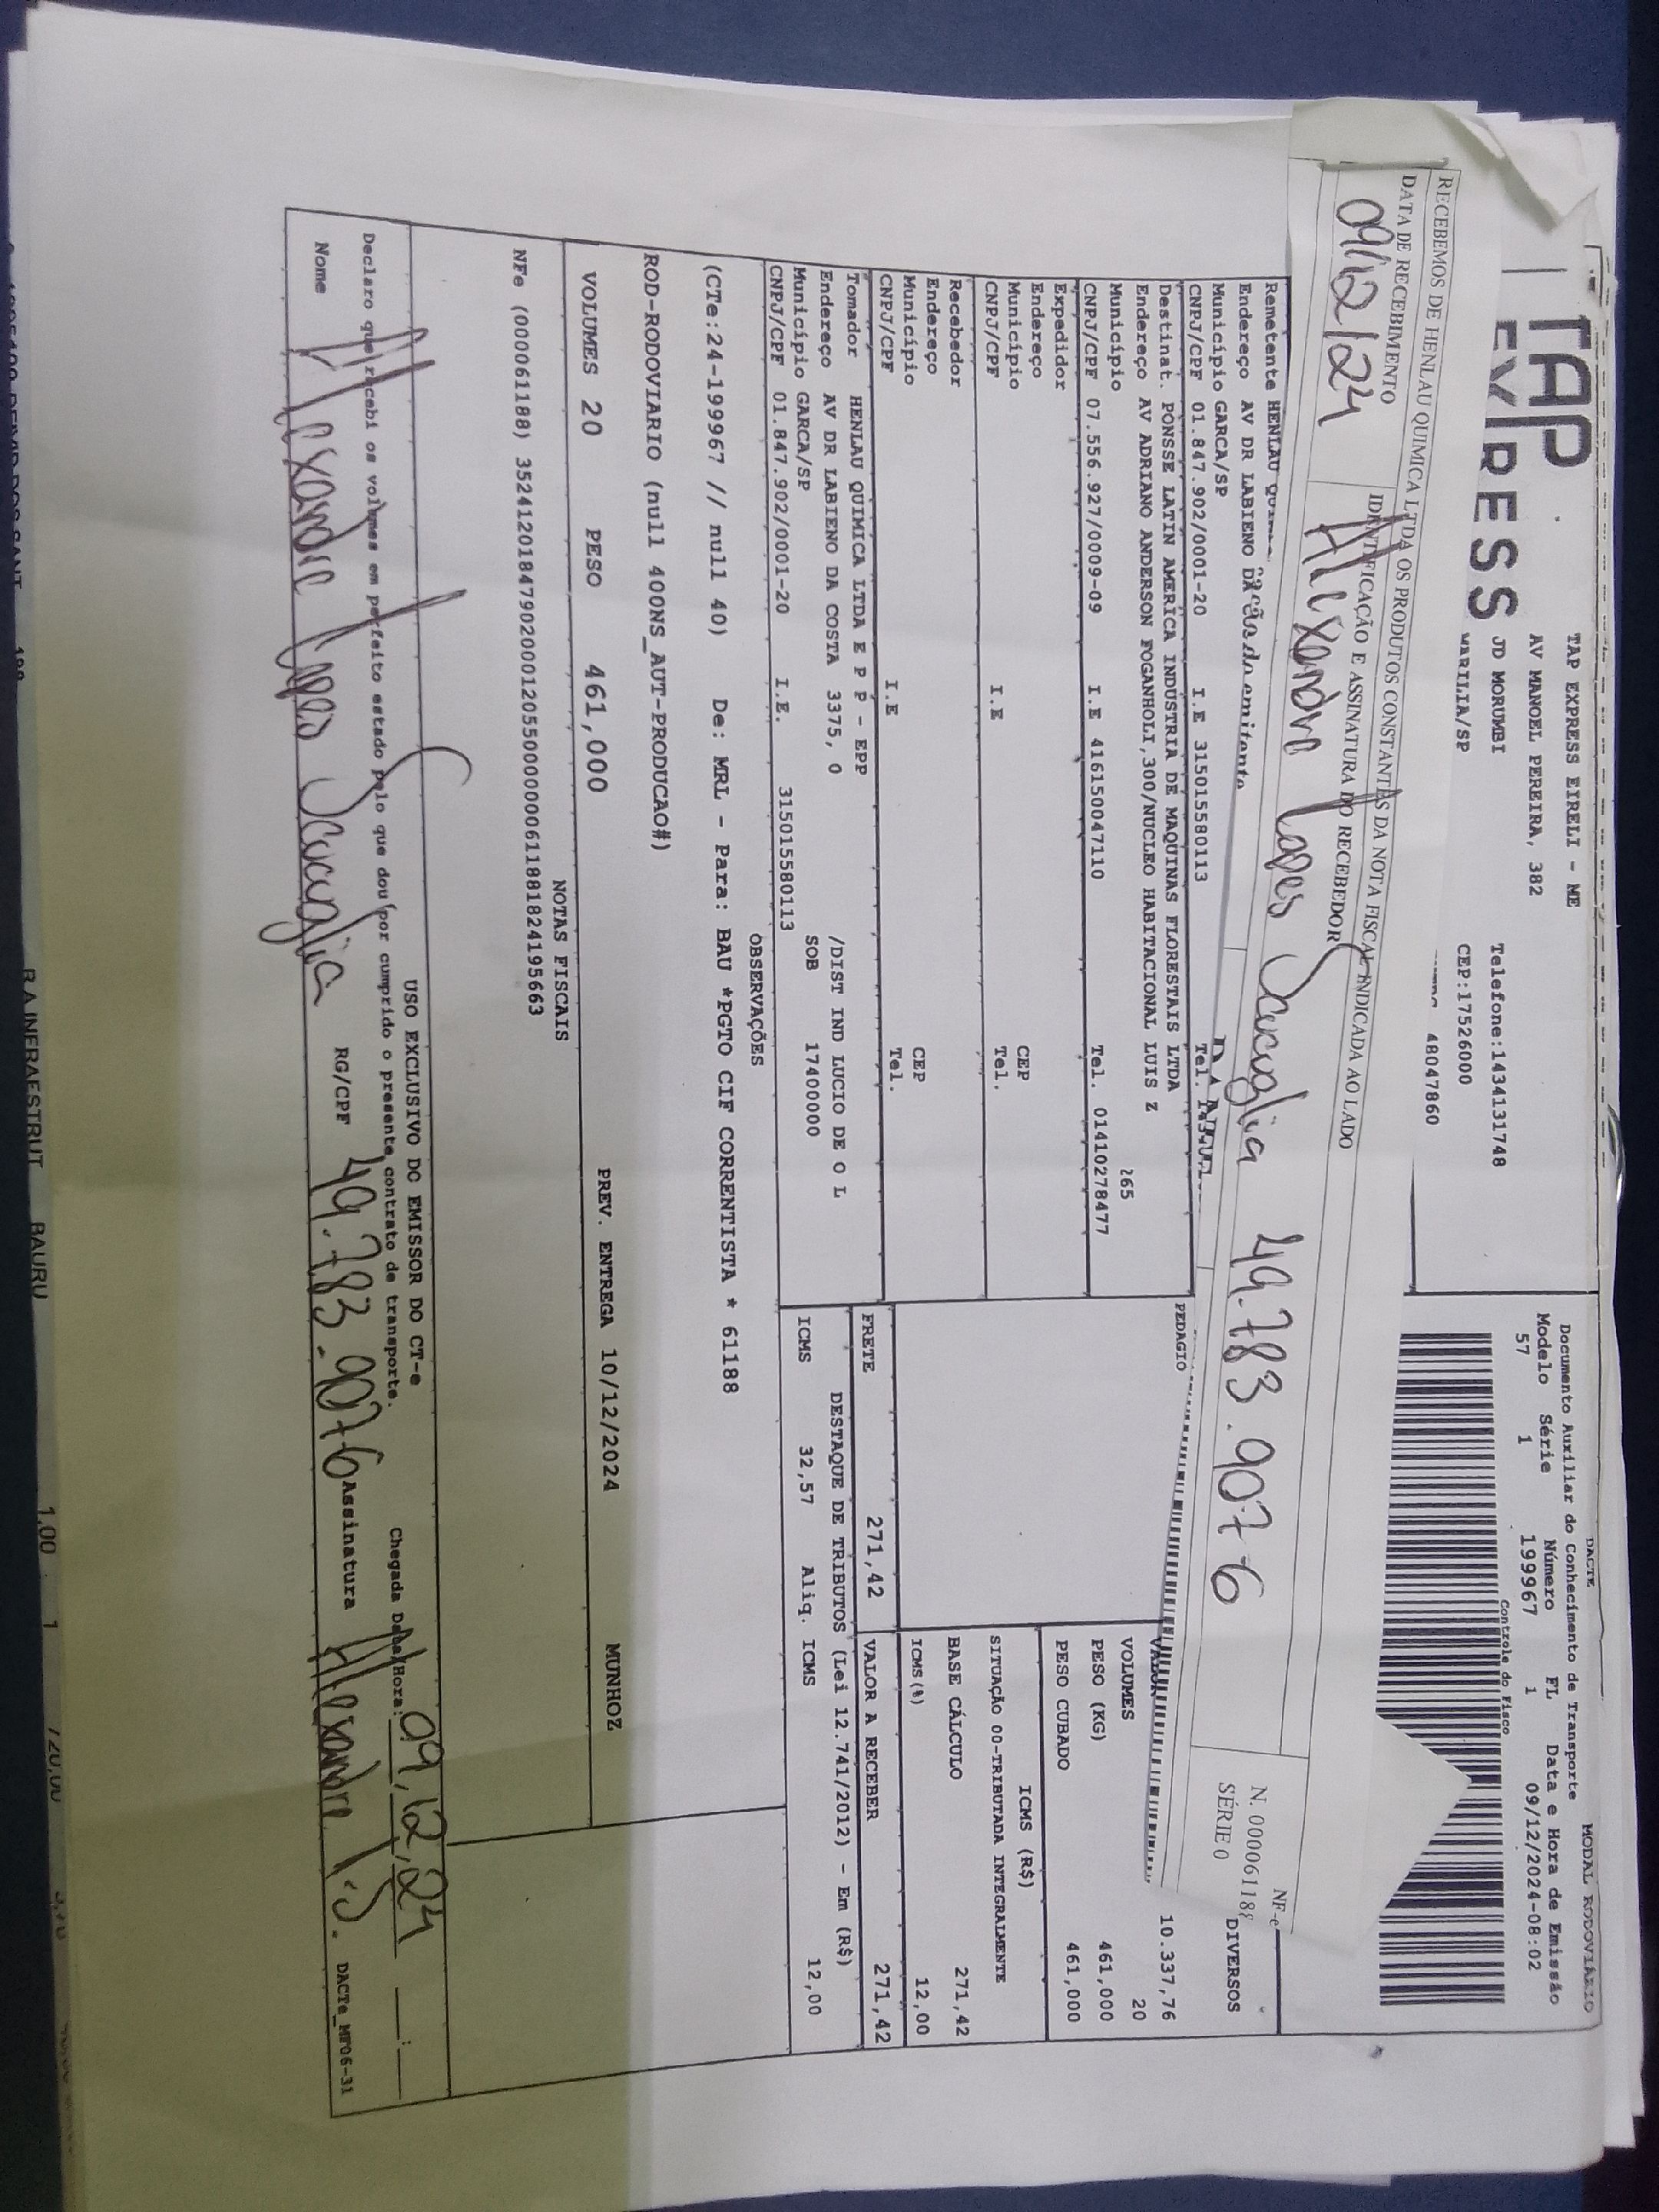 TAP
EXPRESS
TAP EXPRESS EIRELI - ME
AV MANOEL PEREIRA, 382
JD MORUMBI
MARILIA/SP
Telefone:1434131748
CEP:17526000
48047860
DACTE
MODAL RODOVIÁRIO
Documento Auxiliar do Conhecimento de Transporte
Modelo Série Número FL Data e Hora de Emissão
57 1 199967 1 09/12/2024-08:02
Controle do Fisco
RECEBEMOS DE HENLAU QUIMICA LTDA OS PRODUTOS CONSTANTES DA NOTA FISCAL INDICADA AO LADO
DATA DE RECEBIMENTO
IDENTIFICAÇÃO E ASSINATURA DO RECEBEDOR
09/12/24
Alexandre Lopes Scucuglia 49.783.907-6
NF-e
N. 000061188
SÉRIE 0
Remetente HENLAU
Endereço AV DR LABIENO DA
Município GARCA/SP
CNPJ/CPF 01.847.902/0001-20 I.E 315015580113 Tel.
Destinat. PONSSE LATIN AMERICA INDUSTRIA DE MAQUINAS FLORESTAIS LTDA
Endereço AV ADRIANO ANDERSON FOGANHOLI,300/NUCLEO HABITACIONAL LUIS Z
Município 265
CNPJ/CPF 07.556.927/0009-09 I.E 416150047110 Tel. 01410278477
Expedidor
Endereço
Município CEP
CNPJ/CPF I.E Tel.
Recebedor
Endereço
Município CEP
CNPJ/CPF I.E Tel.
Tomador HENLAU QUIMICA LTDA E P P - EPP
Endereço AV DR LABIENO DA COSTA 3375, 0 /DIST IND LUCIO DE O L
Município GARCA/SP SOB 17400000
CNPJ/CPF 01.847.902/0001-20 I.E. 315015580113
DIVERSOS
PEDAGIO
VALOR 10.337,76
VOLUMES 20
PESO (KG) 461,000
PESO CUBADO 461,000
ICMS (R$)
SITUAÇÃO 00-TRIBUTADA INTEGRALMENTE
BASE CÁLCULO 271,42
ICMS (%) 12,00
FRETE 271,42
VALOR A RECEBER 271,42
DESTAQUE DE TRIBUTOS (Lei 12.741/2012) - Em (R$)
ICMS 32,57 Aliq. ICMS 12,00
OBSERVAÇÕES
(CTe:24-199967 // null 40) De: MRL - Para: BAU *PGTO CIF CORRENTISTA * 61188
ROD-RODOVIARIO (null 400NS_AUT-PRODUCAO#)
VOLUMES 20 PESO 461,000 PREV. ENTREGA 10/12/2024 MUNHOZ
NOTAS FISCAIS
NFe (000061188) 35241201847902000120550000000611881824195663
USO EXCLUSIVO DO EMISSOR DO CT-e
Declaro que recebi os volumes em perfeito estado pelo que dou por cumprido o presente contrato de transporte.
Chegada Data/Hora: 09/12/24
Nome Alexandre Lopes Scucuglia RG/CPF 49.783.907-6 Assinatura Alexandre L.S. DACTe_MF06-31
R.A INFRAESTRUT BAURU 1,00 1 720,00